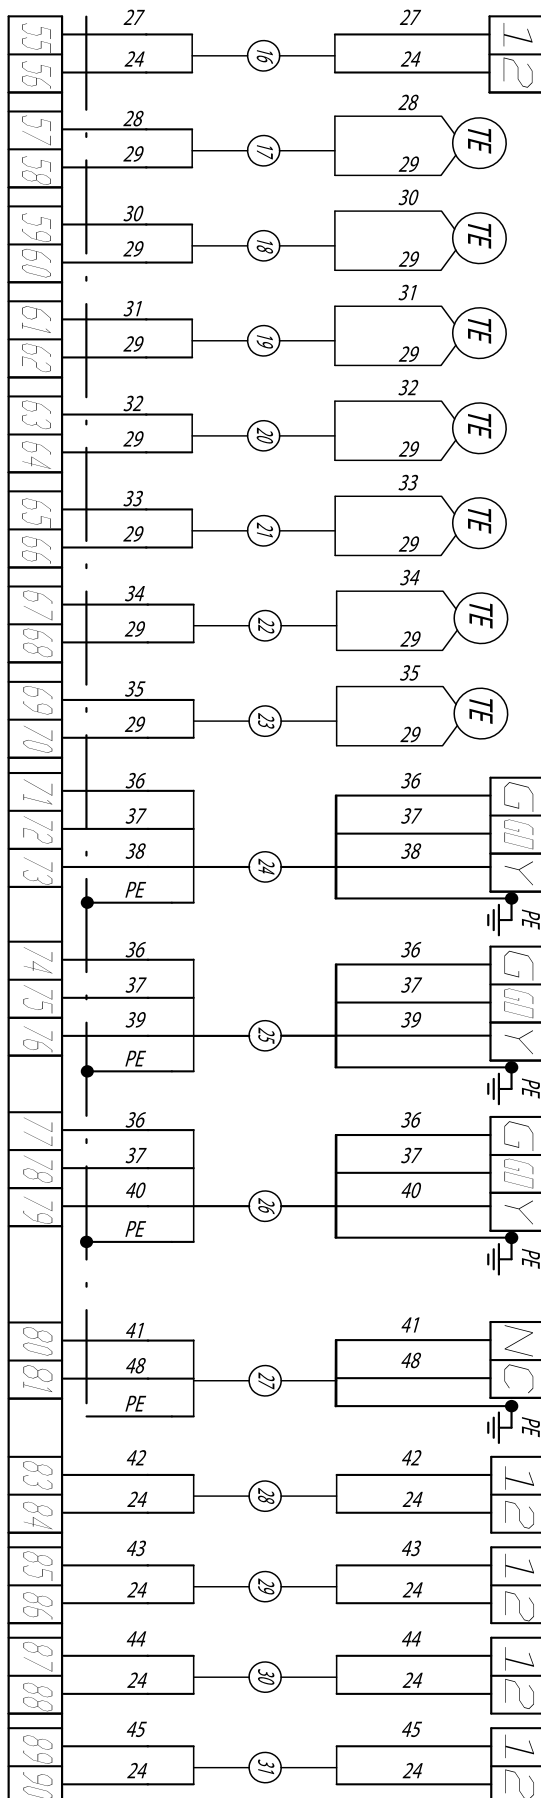 55 27 27 1
56 24 16 24 2
57 28 28
58 29 17 29 TE
59 30 30
60 29 18 29 TE
61 31 31
62 29 19 29 TE
63 32 32
64 29 20 29 TE
65 33 33
66 29 21 29 TE
67 34 34
68 29 22 29 TE
69 35 35
70 29 23 29 TE
71 36 36 G
72 37 37 G0
73 38 24 38 Y
PE PE
74 36 36 G
75 37 37 G0
76 39 25 39 Y
PE PE
77 36 36 G
78 37 37 G0
79 40 26 40 Y
PE PE
80 41 41 N
81 48 27 48 C
PE PE
83 42 42 1
84 24 28 24 2
85 43 43 1
86 24 29 24 2
87 44 44 1
88 24 30 24 2
89 45 45 1
90 24 31 24 2